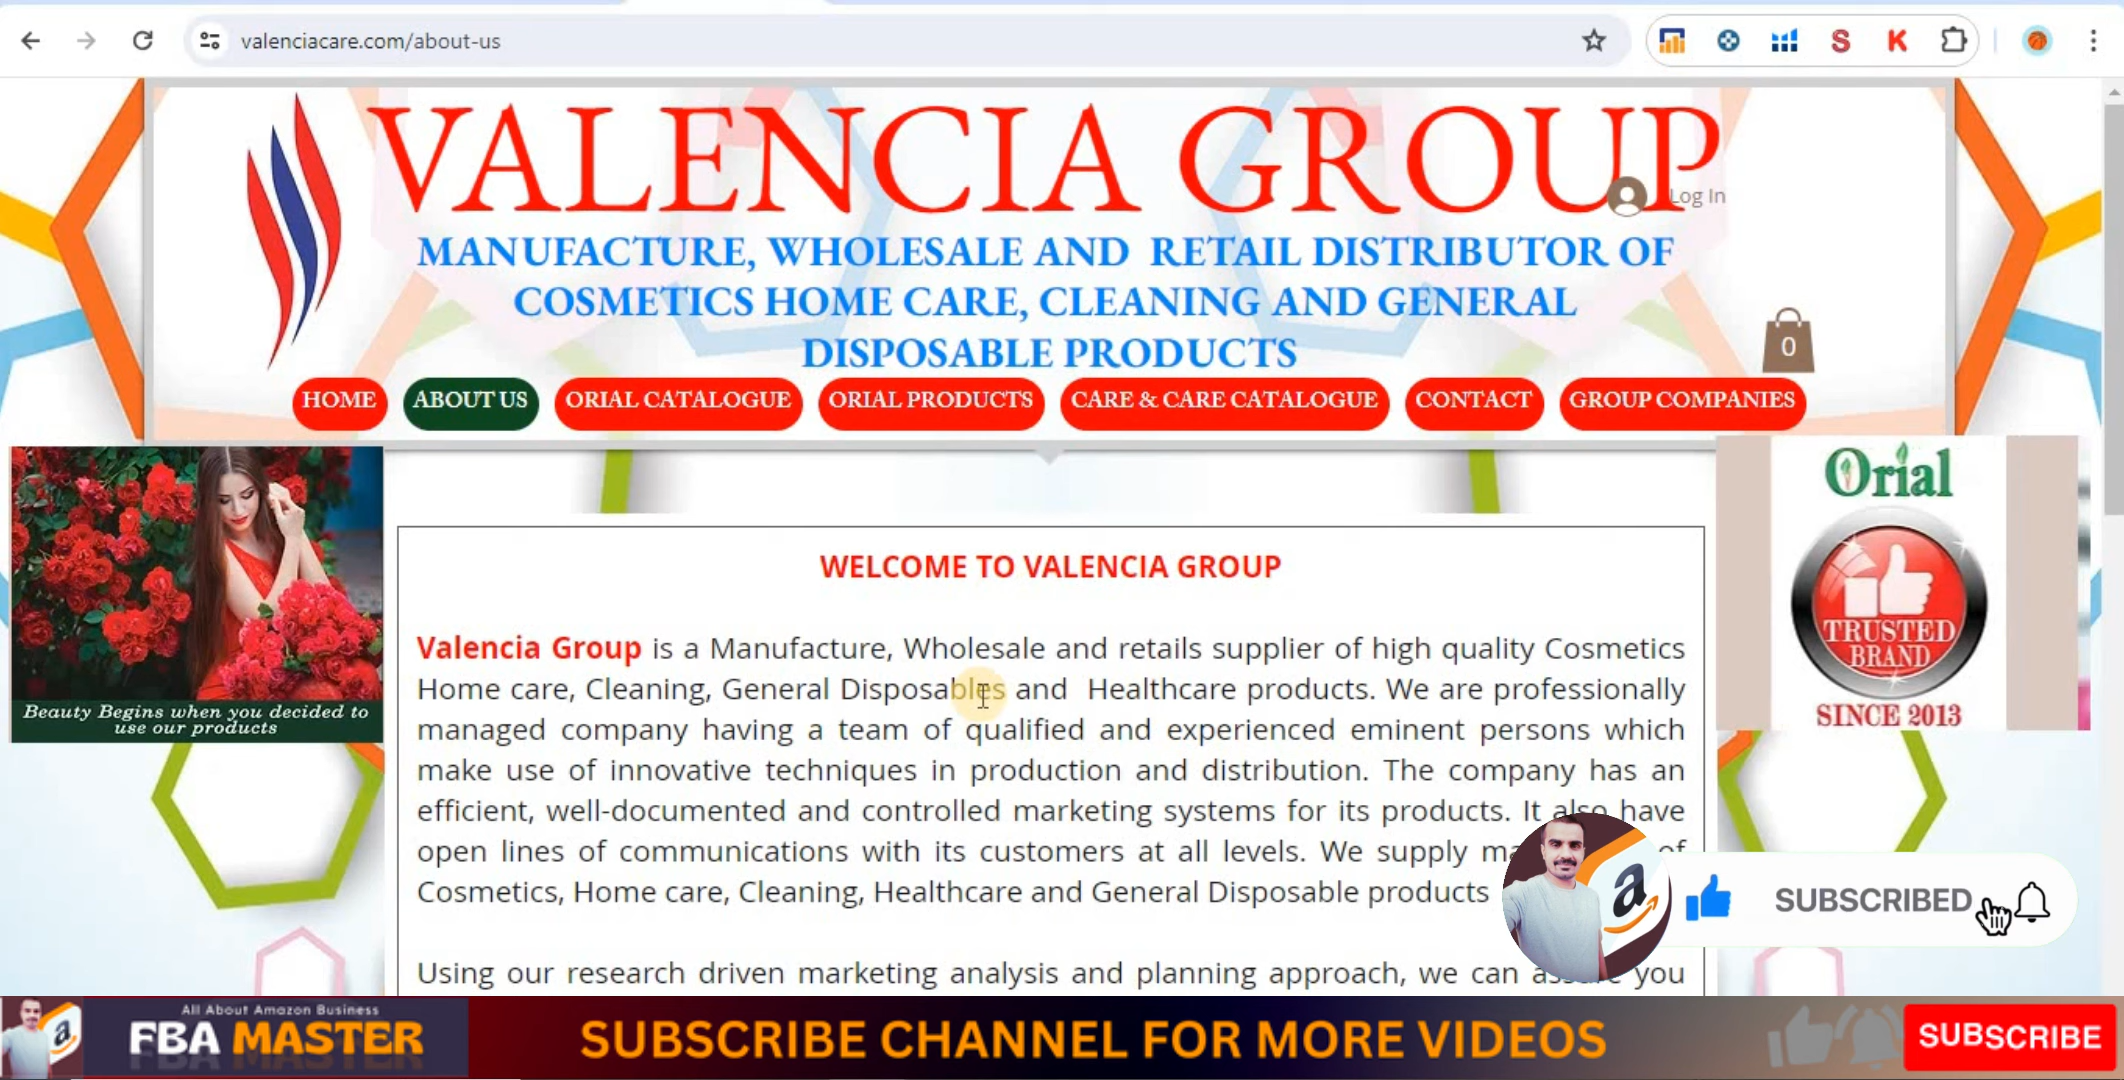 valenciacare.com/about-us
VALENCIA GROUP
Log In
MANUFACTURE, WHOLESALE AND RETAIL DISTRIBUTOR OF
COSMETICS HOME CARE, CLEANING AND GENERAL
DISPOSABLE PRODUCTS
0
HOME
ABOUT US
ORIAL CATALOGUE
ORIAL PRODUCTS
CARE & CARE CATALOGUE
CONTACT
GROUP COMPANIES
Beauty Begins when you decided to
use our products
Orial
TRUSTED
BRAND
SINCE 2013
WELCOME TO VALENCIA GROUP
Valencia Group is a Manufacture, Wholesale and retails supplier of high quality Cosmetics
Home care, Cleaning, General Disposables and Healthcare products. We are professionally
managed company having a team of qualified and experienced eminent persons which
make use of innovative techniques in production and distribution. The company has an
efficient, well-documented and controlled marketing systems for its products. It also have
open lines of communications with its customers at all levels. We supply of
Cosmetics, Home care, Cleaning, Healthcare and General Disposable products
Using our research driven marketing analysis and planning approach, we can you
SUBSCRIBED
All About Amazon Business
FBA MASTER
SUBSCRIBE CHANNEL FOR MORE VIDEOS
SUBSCRIBE